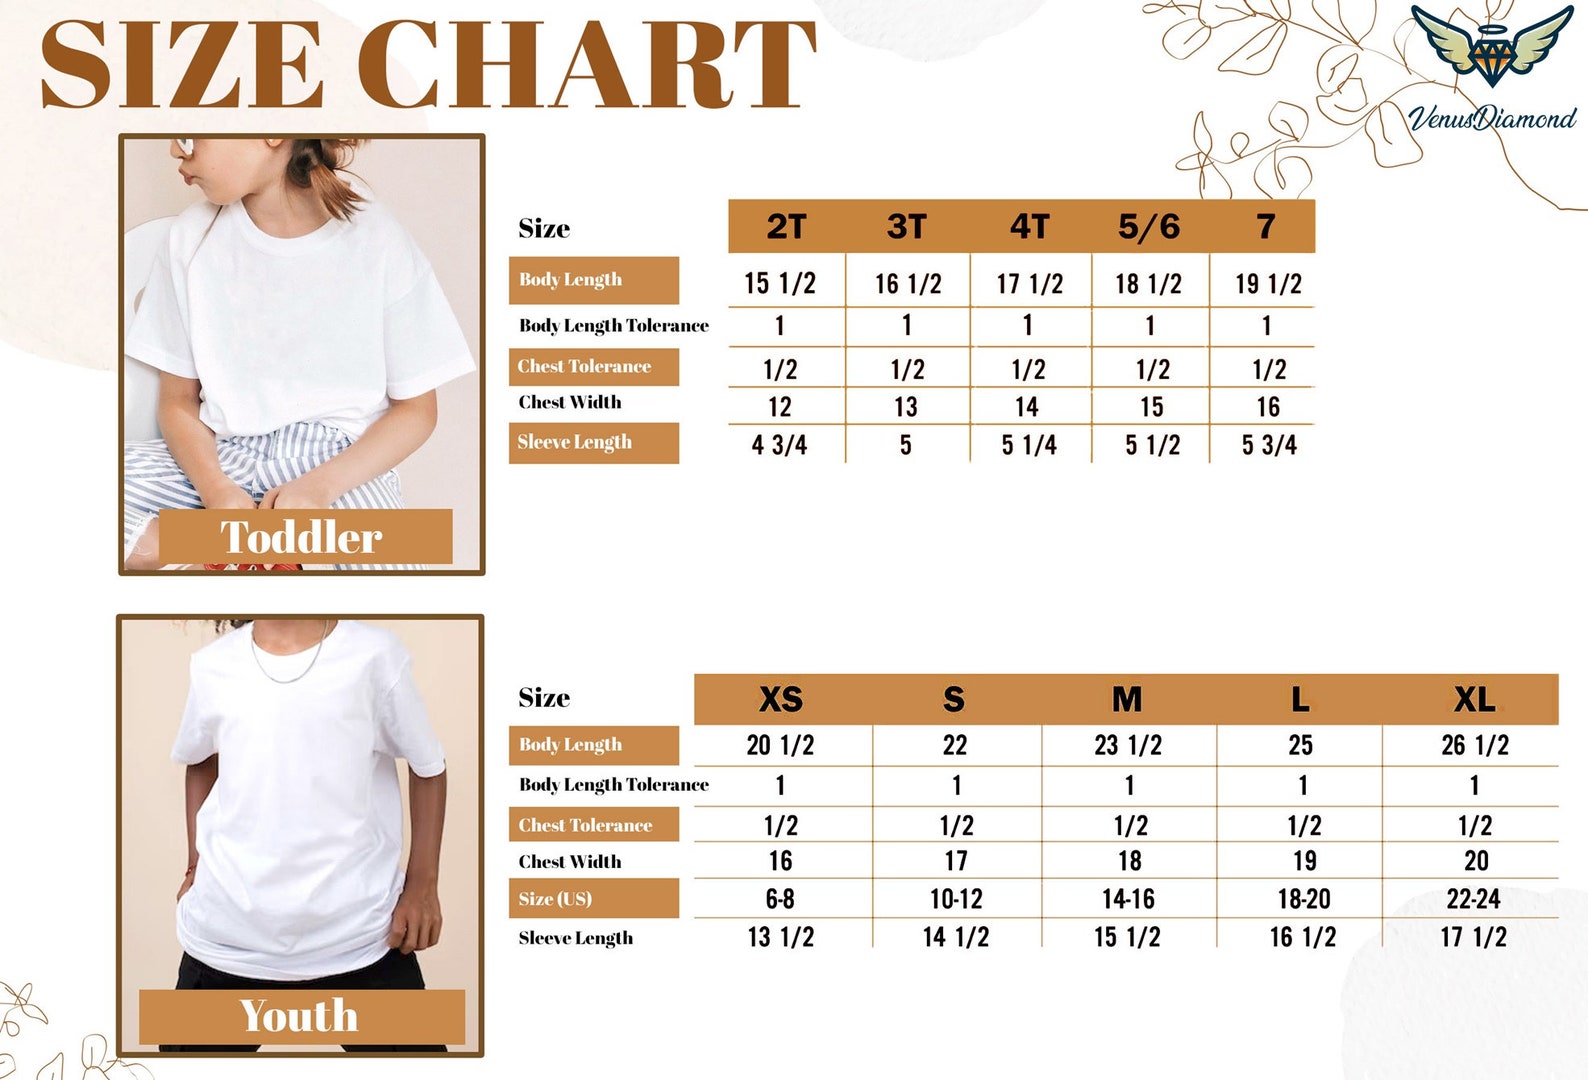 SIZE CHART
VenusDiamond
Size 2T 3T 4T 5/6 7
Body Length 15 1/2 16 1/2 17 1/2 18 1/2 19 1/2
Body Length Tolerance 1 1 1 1 1
Chest Tolerance 1/2 1/2 1/2 1/2 1/2
Chest Width 12 13 14 15 16
Sleeve Length 4 3/4 5 5 1/4 5 1/2 5 3/4
Toddler
Size XS S M L XL
Body Length 20 1/2 22 23 1/2 25 26 1/2
Body Length Tolerance 1 1 1 1 1
Chest Tolerance 1/2 1/2 1/2 1/2 1/2
Chest Width 16 17 18 19 20
Size (US) 6-8 10-12 14-16 18-20 22-24
Sleeve Length 13 1/2 14 1/2 15 1/2 16 1/2 17 1/2
Youth